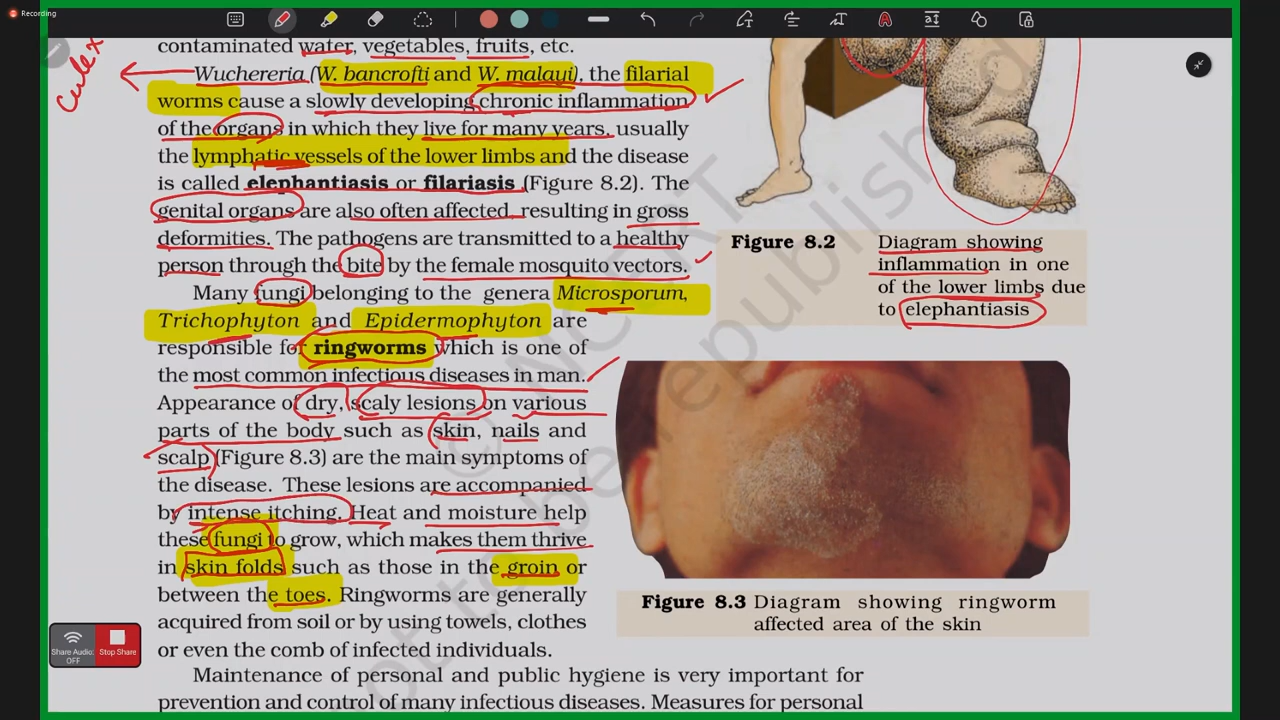 Recording
Culex
contaminated water, vegetables, fruits, etc.
Wuchereria (W. bancrofti and W. malayi), the filarial
worms cause a slowly developing chronic inflammation
of the organs in which they live for many years, usually
the lymphatic vessels of the lower limbs and the disease
is called elephantiasis or filariasis (Figure 8.2). The
genital organs are also often affected, resulting in gross
deformities. The pathogens are transmitted to a healthy
person through the bite by the female mosquito vectors.
Many fungi belonging to the genera Microsporum,
Trichophyton and Epidermophyton are
responsible for ringworms which is one of
the most common infectious diseases in man.
Appearance of dry, scaly lesions on various
parts of the body such as skin, nails and
scalp (Figure 8.3) are the main symptoms of
the disease. These lesions are accompanied
by intense itching. Heat and moisture help
these fungi to grow, which makes them thrive
in skin folds such as those in the groin or
between the toes. Ringworms are generally
acquired from soil or by using towels, clothes
or even the comb of infected individuals.
Maintenance of personal and public hygiene is very important for
prevention and control of many infectious diseases. Measures for personal
Figure 8.2 Diagram showing
inflammation in one
of the lower limbs due
to elephantiasis
Figure 8.3 Diagram showing ringworm
affected area of the skin
© NCERT
not to be republished
Share Audio: OFF
Stop Share